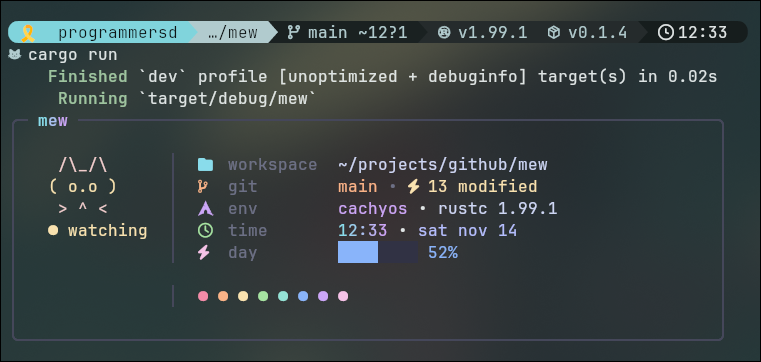 programmersd …/mew main ~12?1 v1.99.1 v0.1.4 12:33
cargo run
Finished `dev` profile [unoptimized + debuginfo] target(s) in 0.02s
Running `target/debug/mew`
mew
/\_/\
( o.o )
> ^ <
● watching
workspace ~/projects/github/mew
git main • ⚡ 13 modified
env cachyos • rustc 1.99.1
time 12:33 • sat nov 14
day 52%